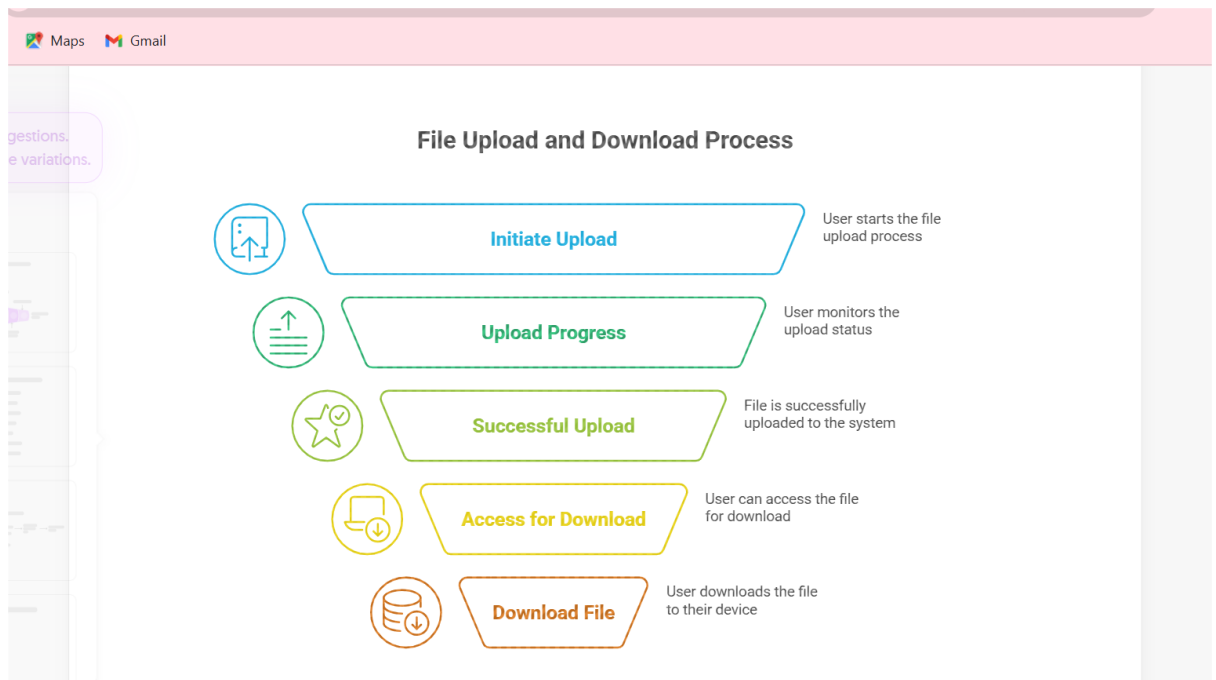 Maps
Gmail
gestions.
e variations.
File Upload and Download Process
Initiate Upload
User starts the file
upload process
Upload Progress
User monitors the
upload status
Successful Upload
File is successfully
uploaded to the system
Access for Download
User can access the file
for download
Download File
User downloads the file
to their device